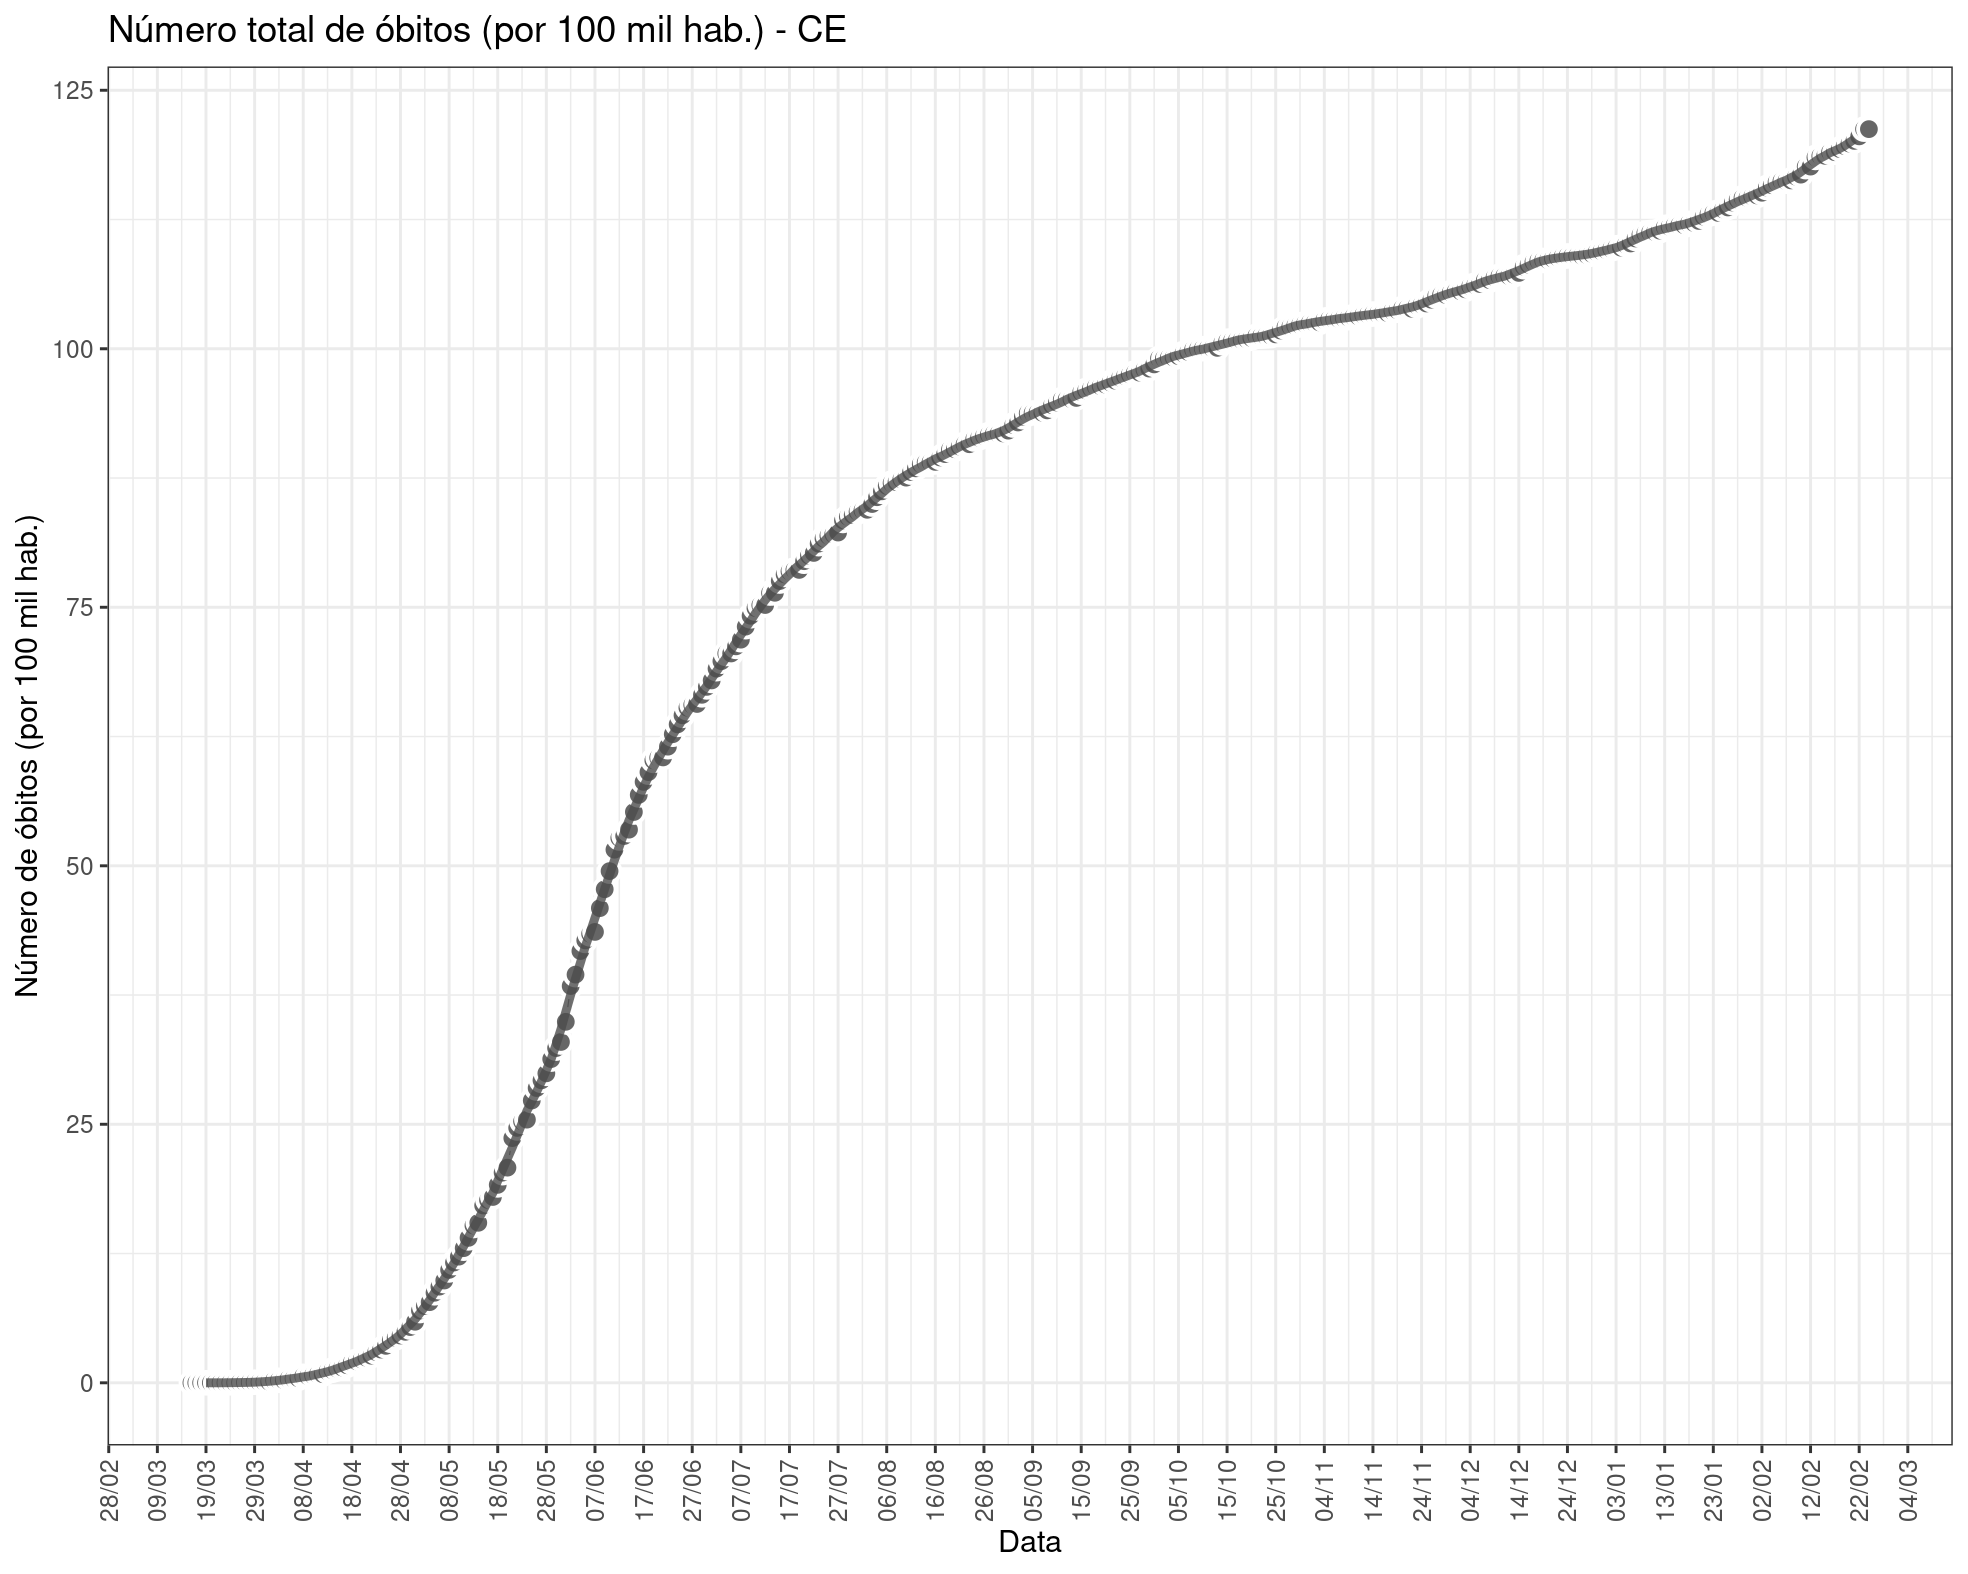 Número total de óbitos (por 100 mil hab.) - CE
Número de óbitos (por 100 mil hab.)
125
100
75
50
25
0
28/02 09/03 19/03 29/03 08/04 18/04 28/04 08/05 18/05 28/05 07/06 17/06 27/06 07/07 17/07 27/07 06/08 16/08 26/08 05/09 15/09 25/09 05/10 15/10 25/10 04/11 14/11 24/11 04/12 14/12 24/12 03/01 13/01 23/01 02/02 12/02 22/02 04/03
Data